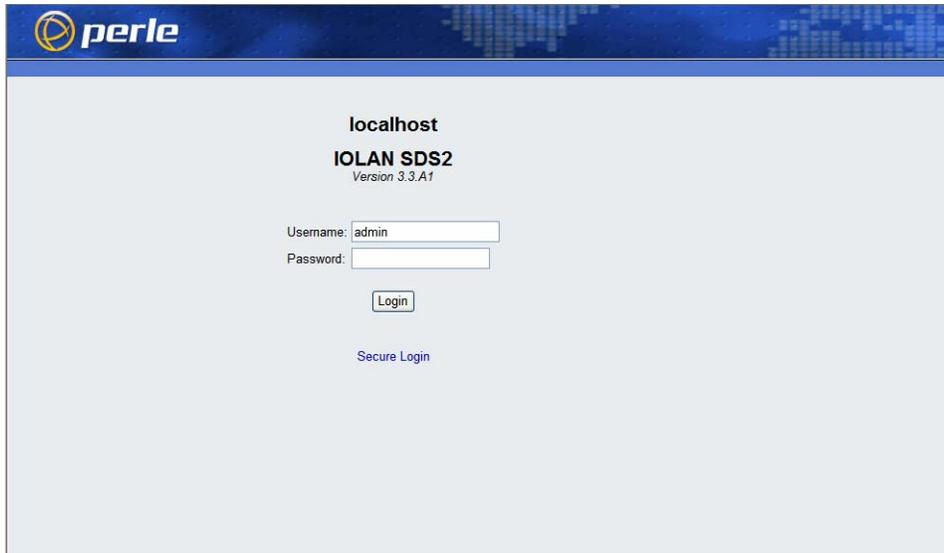 perle
localhost
IOLAN SDS2
Version 3.3.A1
Username: admin
Password:
Login
Secure Login